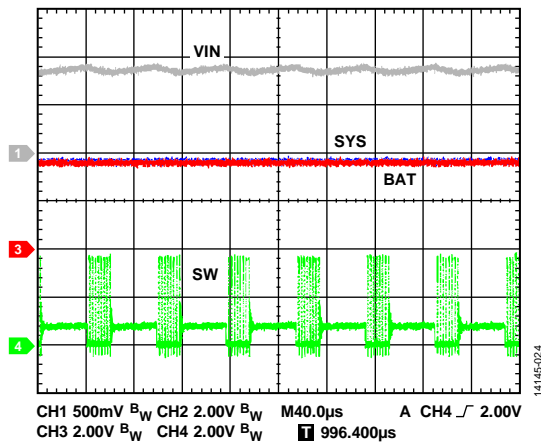 VIN
1
SYS
BAT
3
SW
4
14145-024
CH1 500mV BW CH2 2.00V BW M40.0µs A CH4 2.00V
CH3 2.00V BW CH4 2.00V BW T 996.400µs